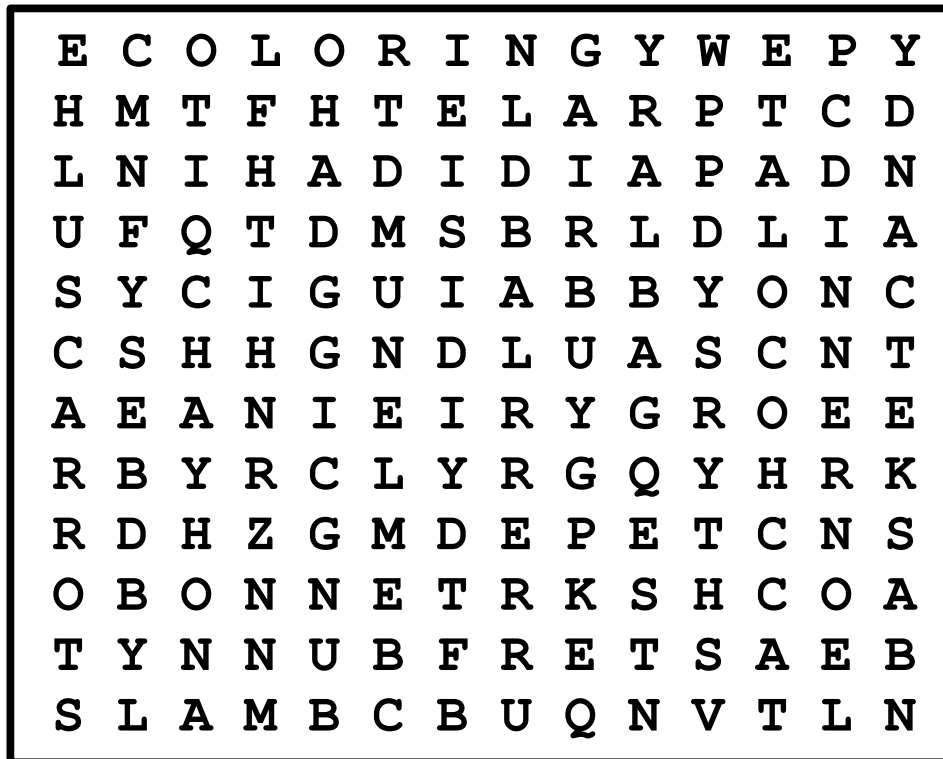 E C O L O R I N G Y W E P Y
H M T F H T E L A R P T C D
L N I H A D I D I A P A D N
U F Q T D M S B R L D L I A
S Y C I G U I A B B Y O N C
C S H H G N D L U A S C N T
A E A N I E I R Y G R O E E
R B Y R C L Y R G Q Y H R K
R D H Z G M D E P E T C N S
O B O N N E T R K S H C O A
T Y N N U B F R E T S A E B
S L A M B C B U Q N V T L N